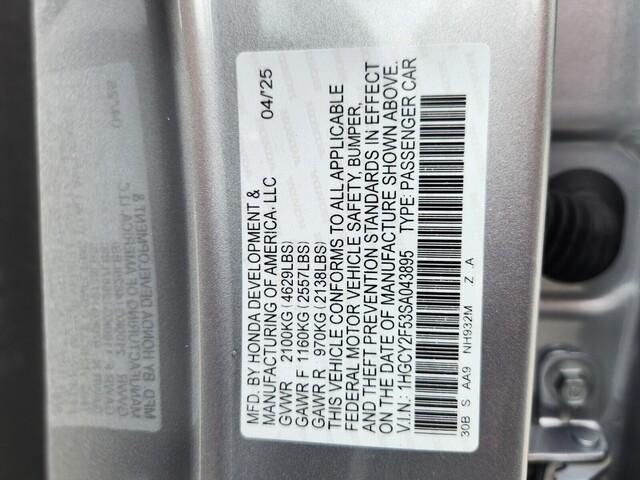 MFD. BY HONDA DEVELOPMENT & 04/'25
MANUFACTURING OF AMERICA, LLC
GVWR 2100KG(4629LBS)
GAWR F 1160KG(2557LBS)
GAWR R 970KG(2138LBS)
THIS VEHICLE CONFORMS TO ALL APPLICABLE
FEDERAL MOTOR VEHICLE SAFETY, BUMPER,
AND THEFT PREVENTION STANDARDS IN EFFECT
ON THE DATE OF MANUFACTURE SHOWN ABOVE.
V.I.N.: 1HGCY2F53SA043895 TYPE: PASSENGER CAR
30B S AA9 NH932M Z .A